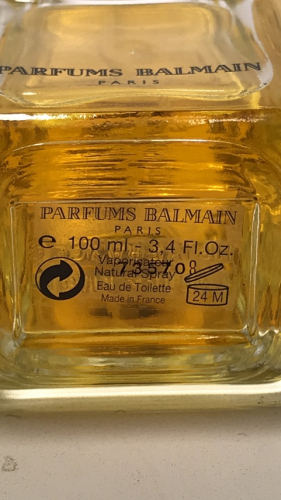 PARFUMS BALMAIN
PARIS
PARFUMS BALMAIN
PARIS
e 100 ml - 3.4 Fl.Oz.
Vaporisateur
Natural Spray
Eau de Toilette
Made in France
24 M